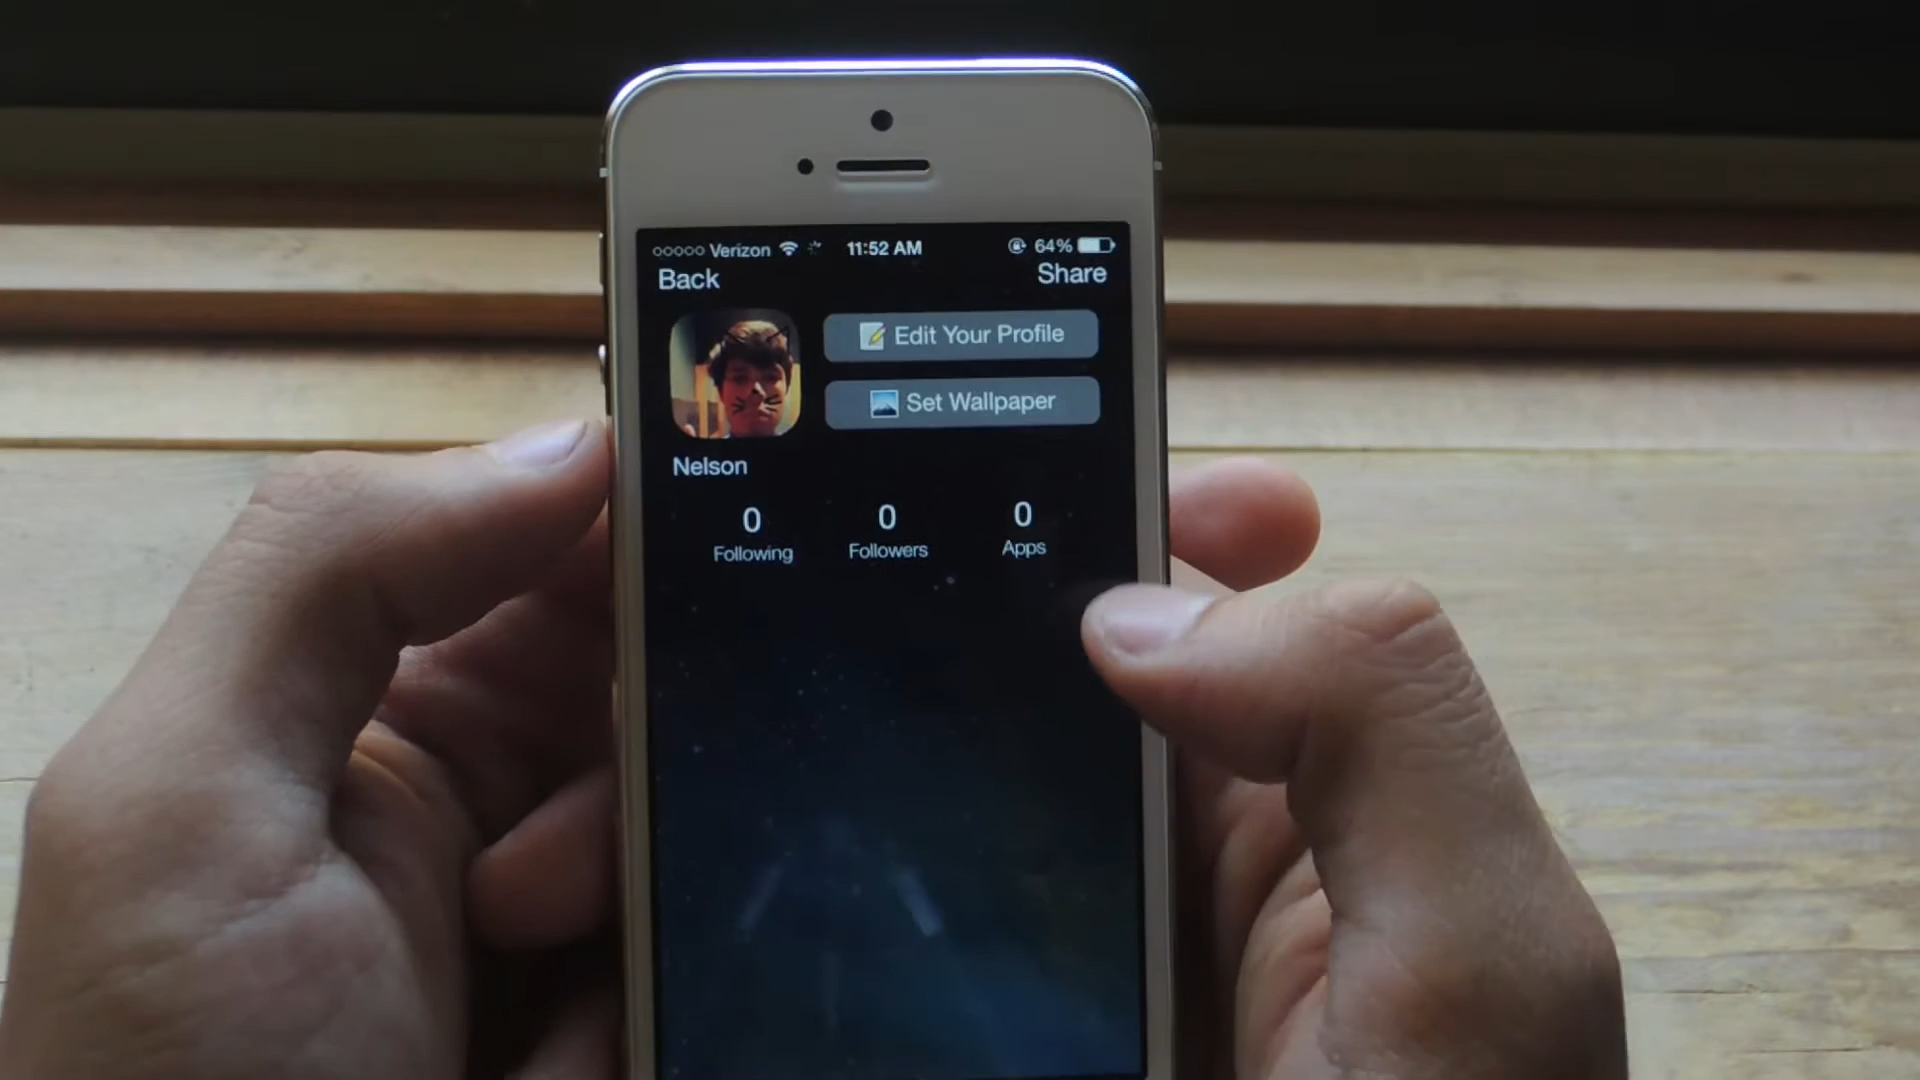 Verizon 11:52 AM 64%
Back Share
Edit Your Profile
Set Wallpaper
Nelson
0 0 0
Following Followers Apps